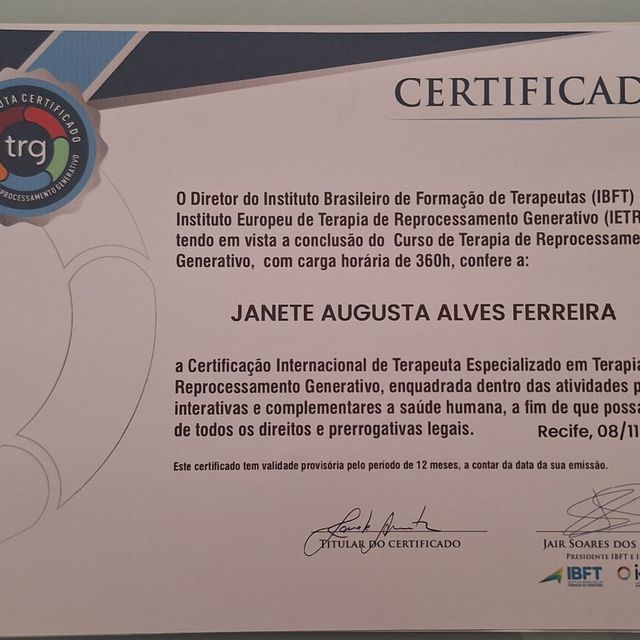 CERTIFICAD
CERTIFICADO
trg
REPROCESSAMENTO GENERATIVO
O Diretor do Instituto Brasileiro de Formação de Terapeutas (IBFT)
Instituto Europeu de Terapia de Reprocessamento Generativo (IETR
tendo em vista a conclusão do Curso de Terapia de Reprocessame
Generativo, com carga horária de 360h, confere a:
JANETE AUGUSTA ALVES FERREIRA
a Certificação Internacional de Terapeuta Especializado em Terapia
Reprocessamento Generativo, enquadrada dentro das atividades p
interativas e complementares a saúde humana, a fim de que possa
de todos os direitos e prerrogativas legais.
Recife, 08/11
Este certificado tem validade provisória pelo período de 12 meses, a contar da data da sua emissão.
TITULAR DO CERTIFICADO
JAIR SOARES DOS
PRESIDENTE IBFT E I
IBFT